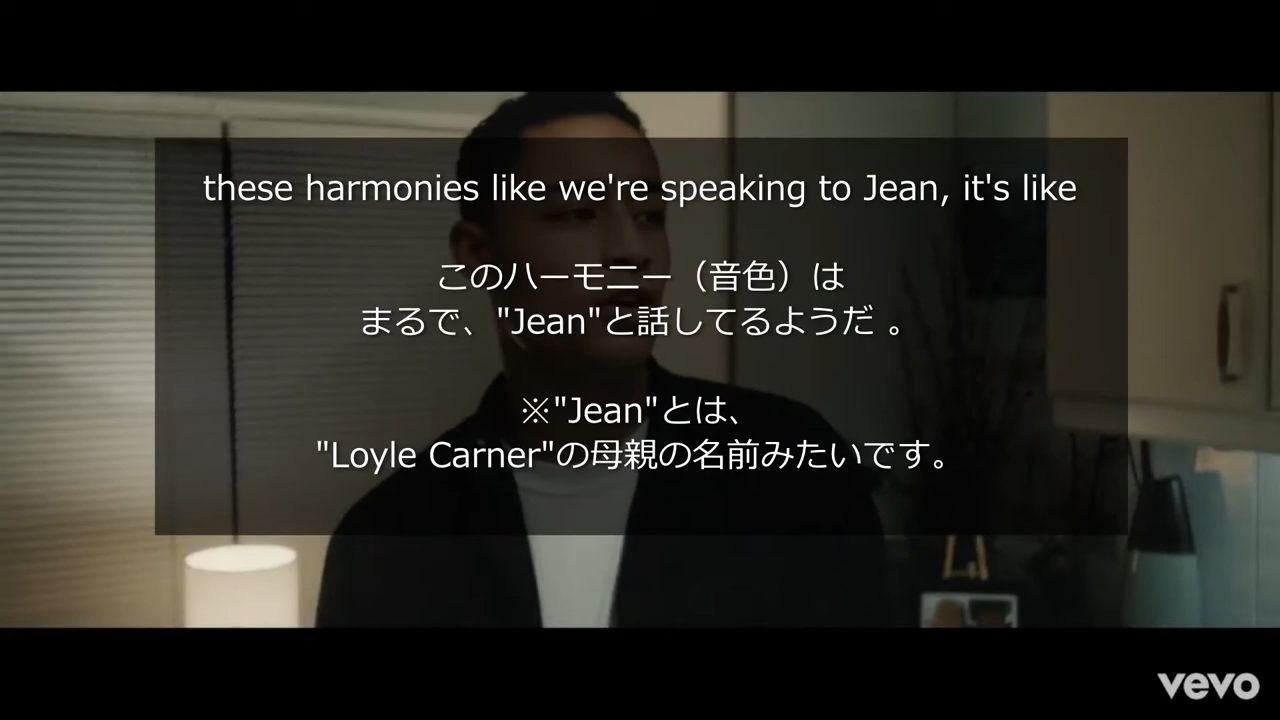 these harmonies like we're speaking to Jean, it's like
このハーモニー（音色）は
まるで、"Jean"と話してるようだ 。
※"Jean"とは、
"Loyle Carner"の母親の名前みたいです。
vevo